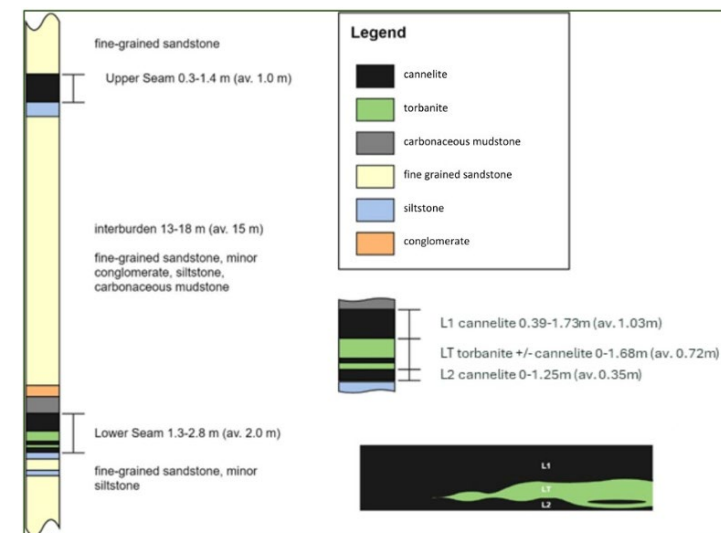 fine-grained sandstone
Upper Seam 0.3-1.4 m (av. 1.0 m)
interburden 13-18 m (av. 15 m)
fine-grained sandstone, minor
conglomerate, siltstone,
carbonaceous mudstone
Lower Seam 1.3-2.8 m (av. 2.0 m)
fine-grained sandstone, minor
siltstone
Legend
cannelite
torbanite
carbonaceous mudstone
fine grained sandstone
siltstone
conglomerate
L1 cannelite 0.39-1.73m (av. 1.03m)
LT torbanite +/- cannelite 0-1.68m (av. 0.72m)
L2 cannelite 0-1.25m (av. 0.35m)
L1
LT
L2